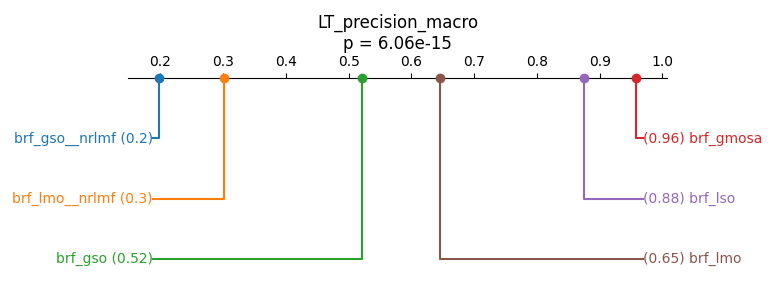 LT_precision_macro
p = 6.06e-15
0.2 0.3 0.4 0.5 0.6 0.7 0.8 0.9 1.0
brf_gso__nrlmf (0.2) (0.96) brf_gmosa
brf_lmo__nrlmf (0.3) (0.88) brf_lso
brf_gso (0.52) (0.65) brf_lmo